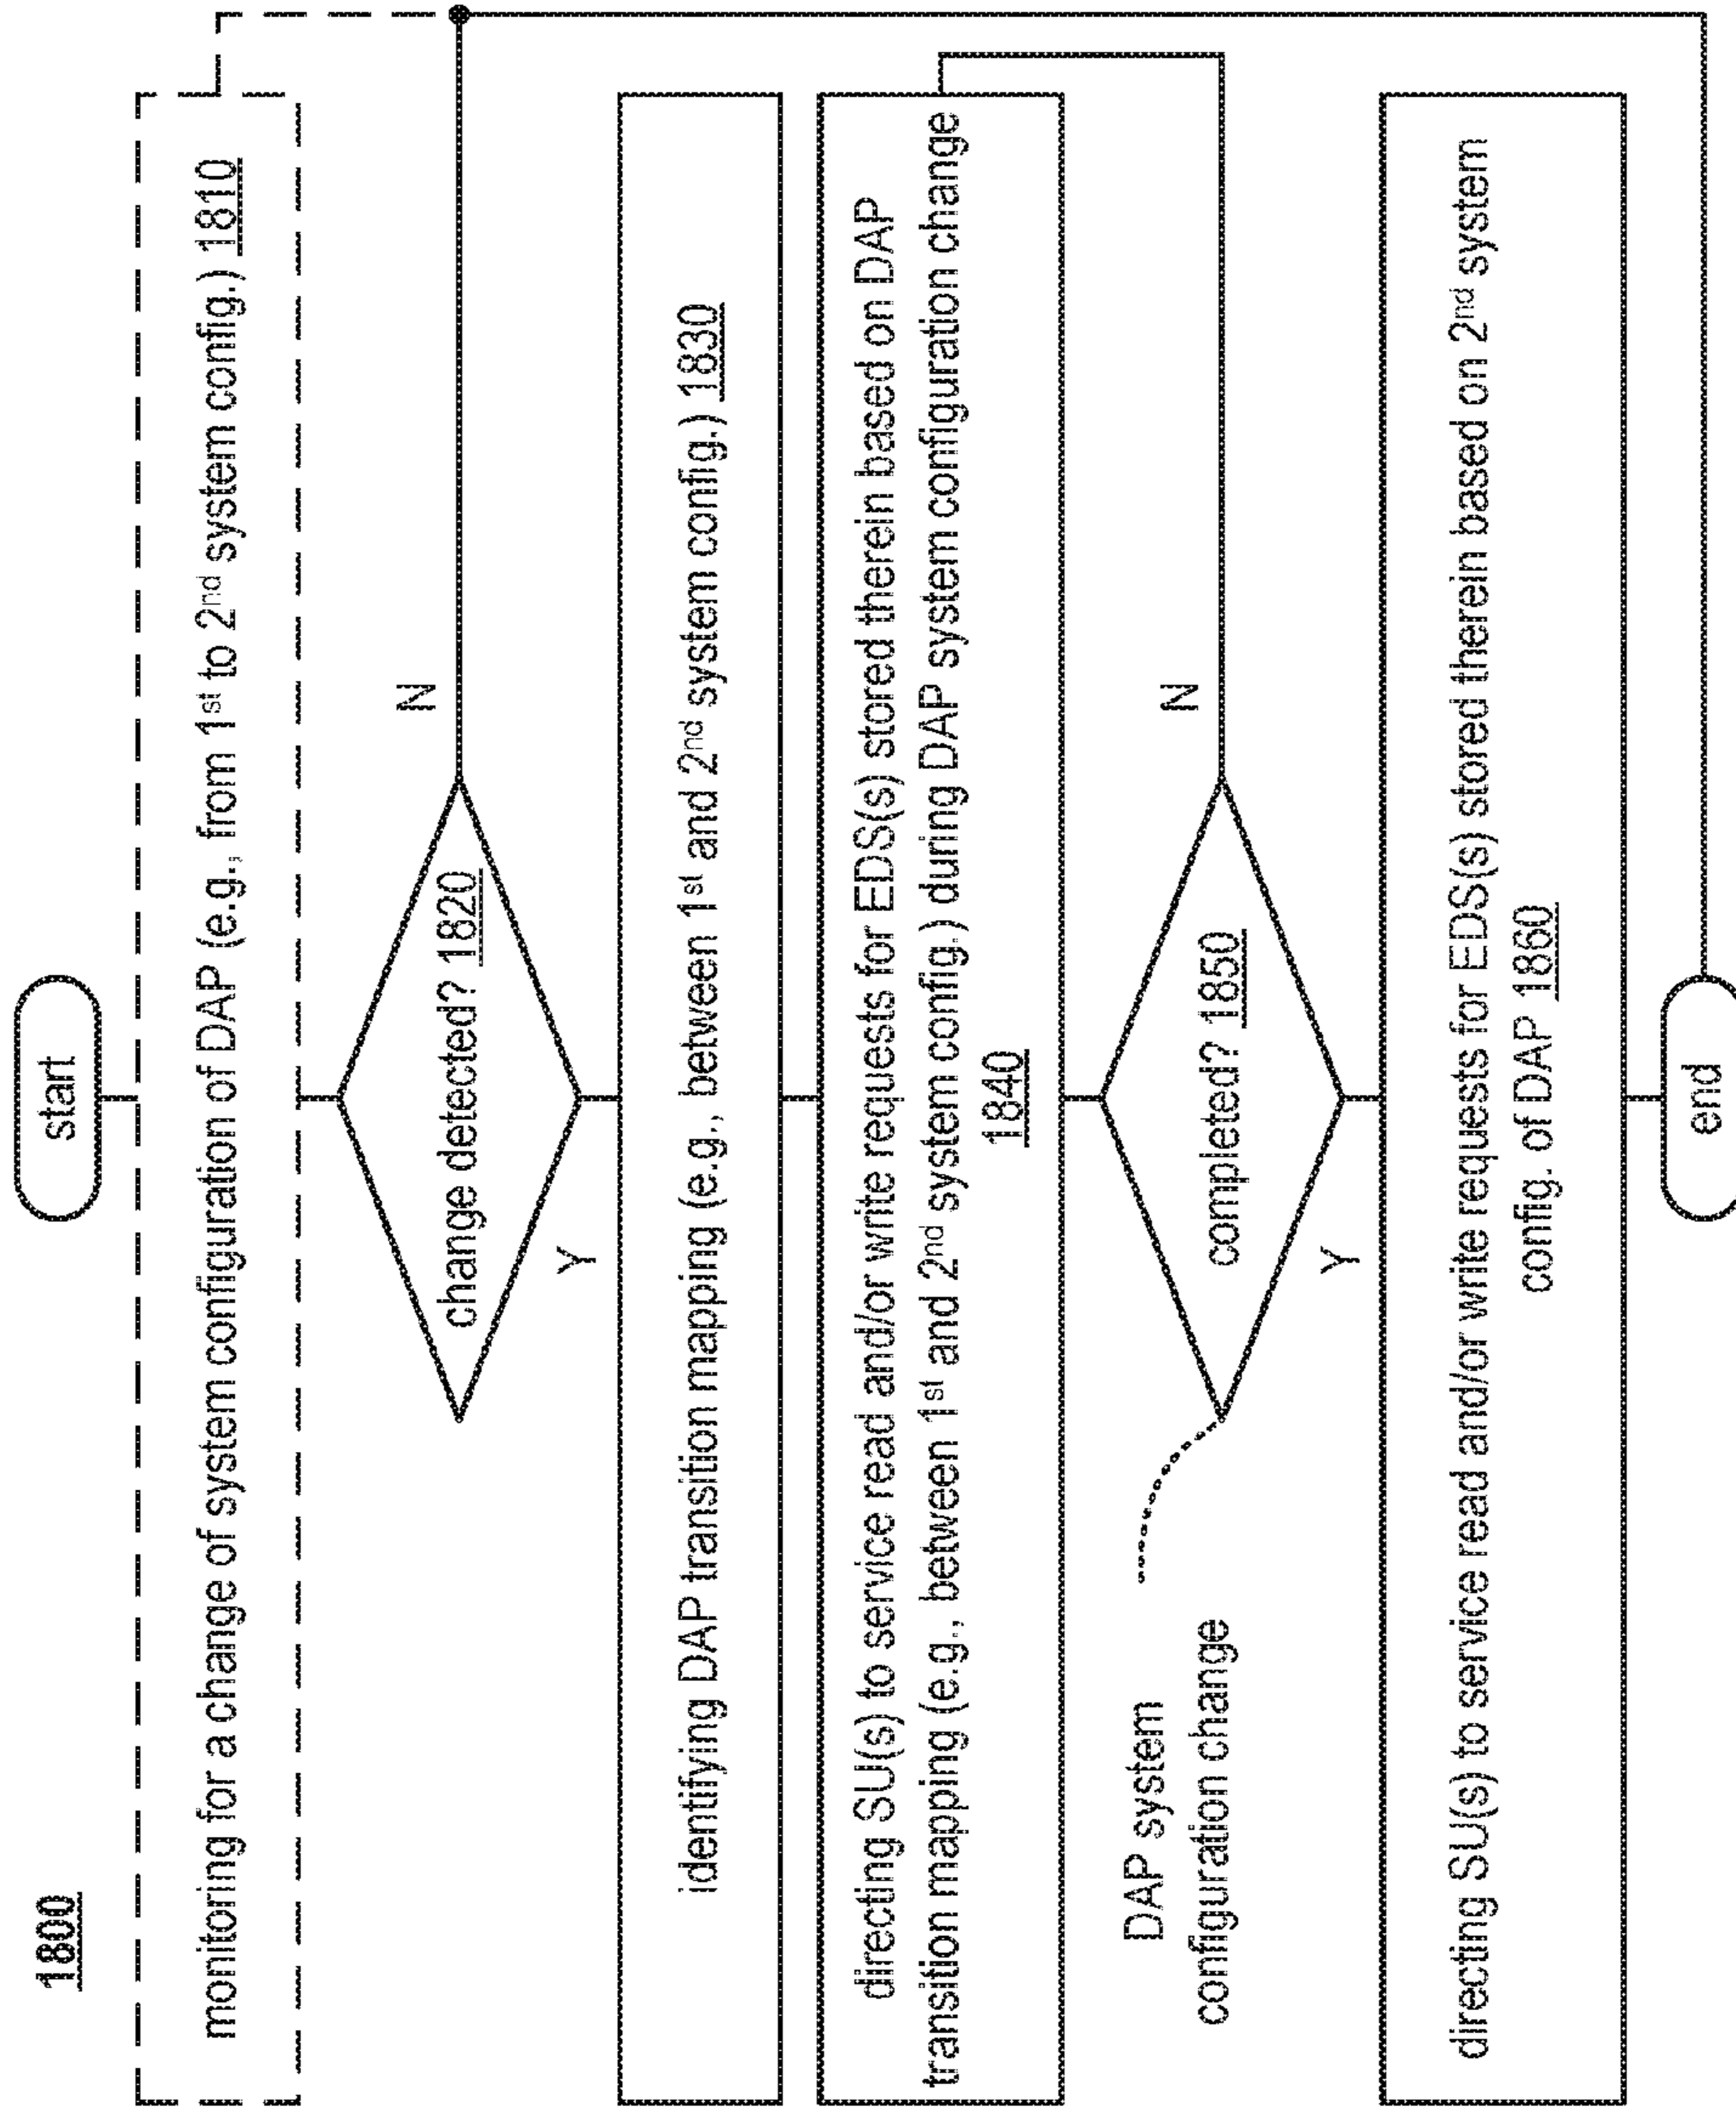 1800
start
monitoring for a change of system configuration of DAP (e.g., from 1st to 2nd system config.) 1810
change detected? 1820
N
Y
identifying DAP transition mapping (e.g., between 1st and 2nd system config.) 1830
directing SU(s) to service read and/or write requests for EDS(s) stored therein based on DAP
transition mapping (e.g., between 1st and 2nd system config.) during DAP system configuration change
1840
DAP system
configuration change
completed? 1850
N
Y
directing SU(s) to service read and/or write requests for EDS(s) stored therein based on 2nd system
config. of DAP 1860
end